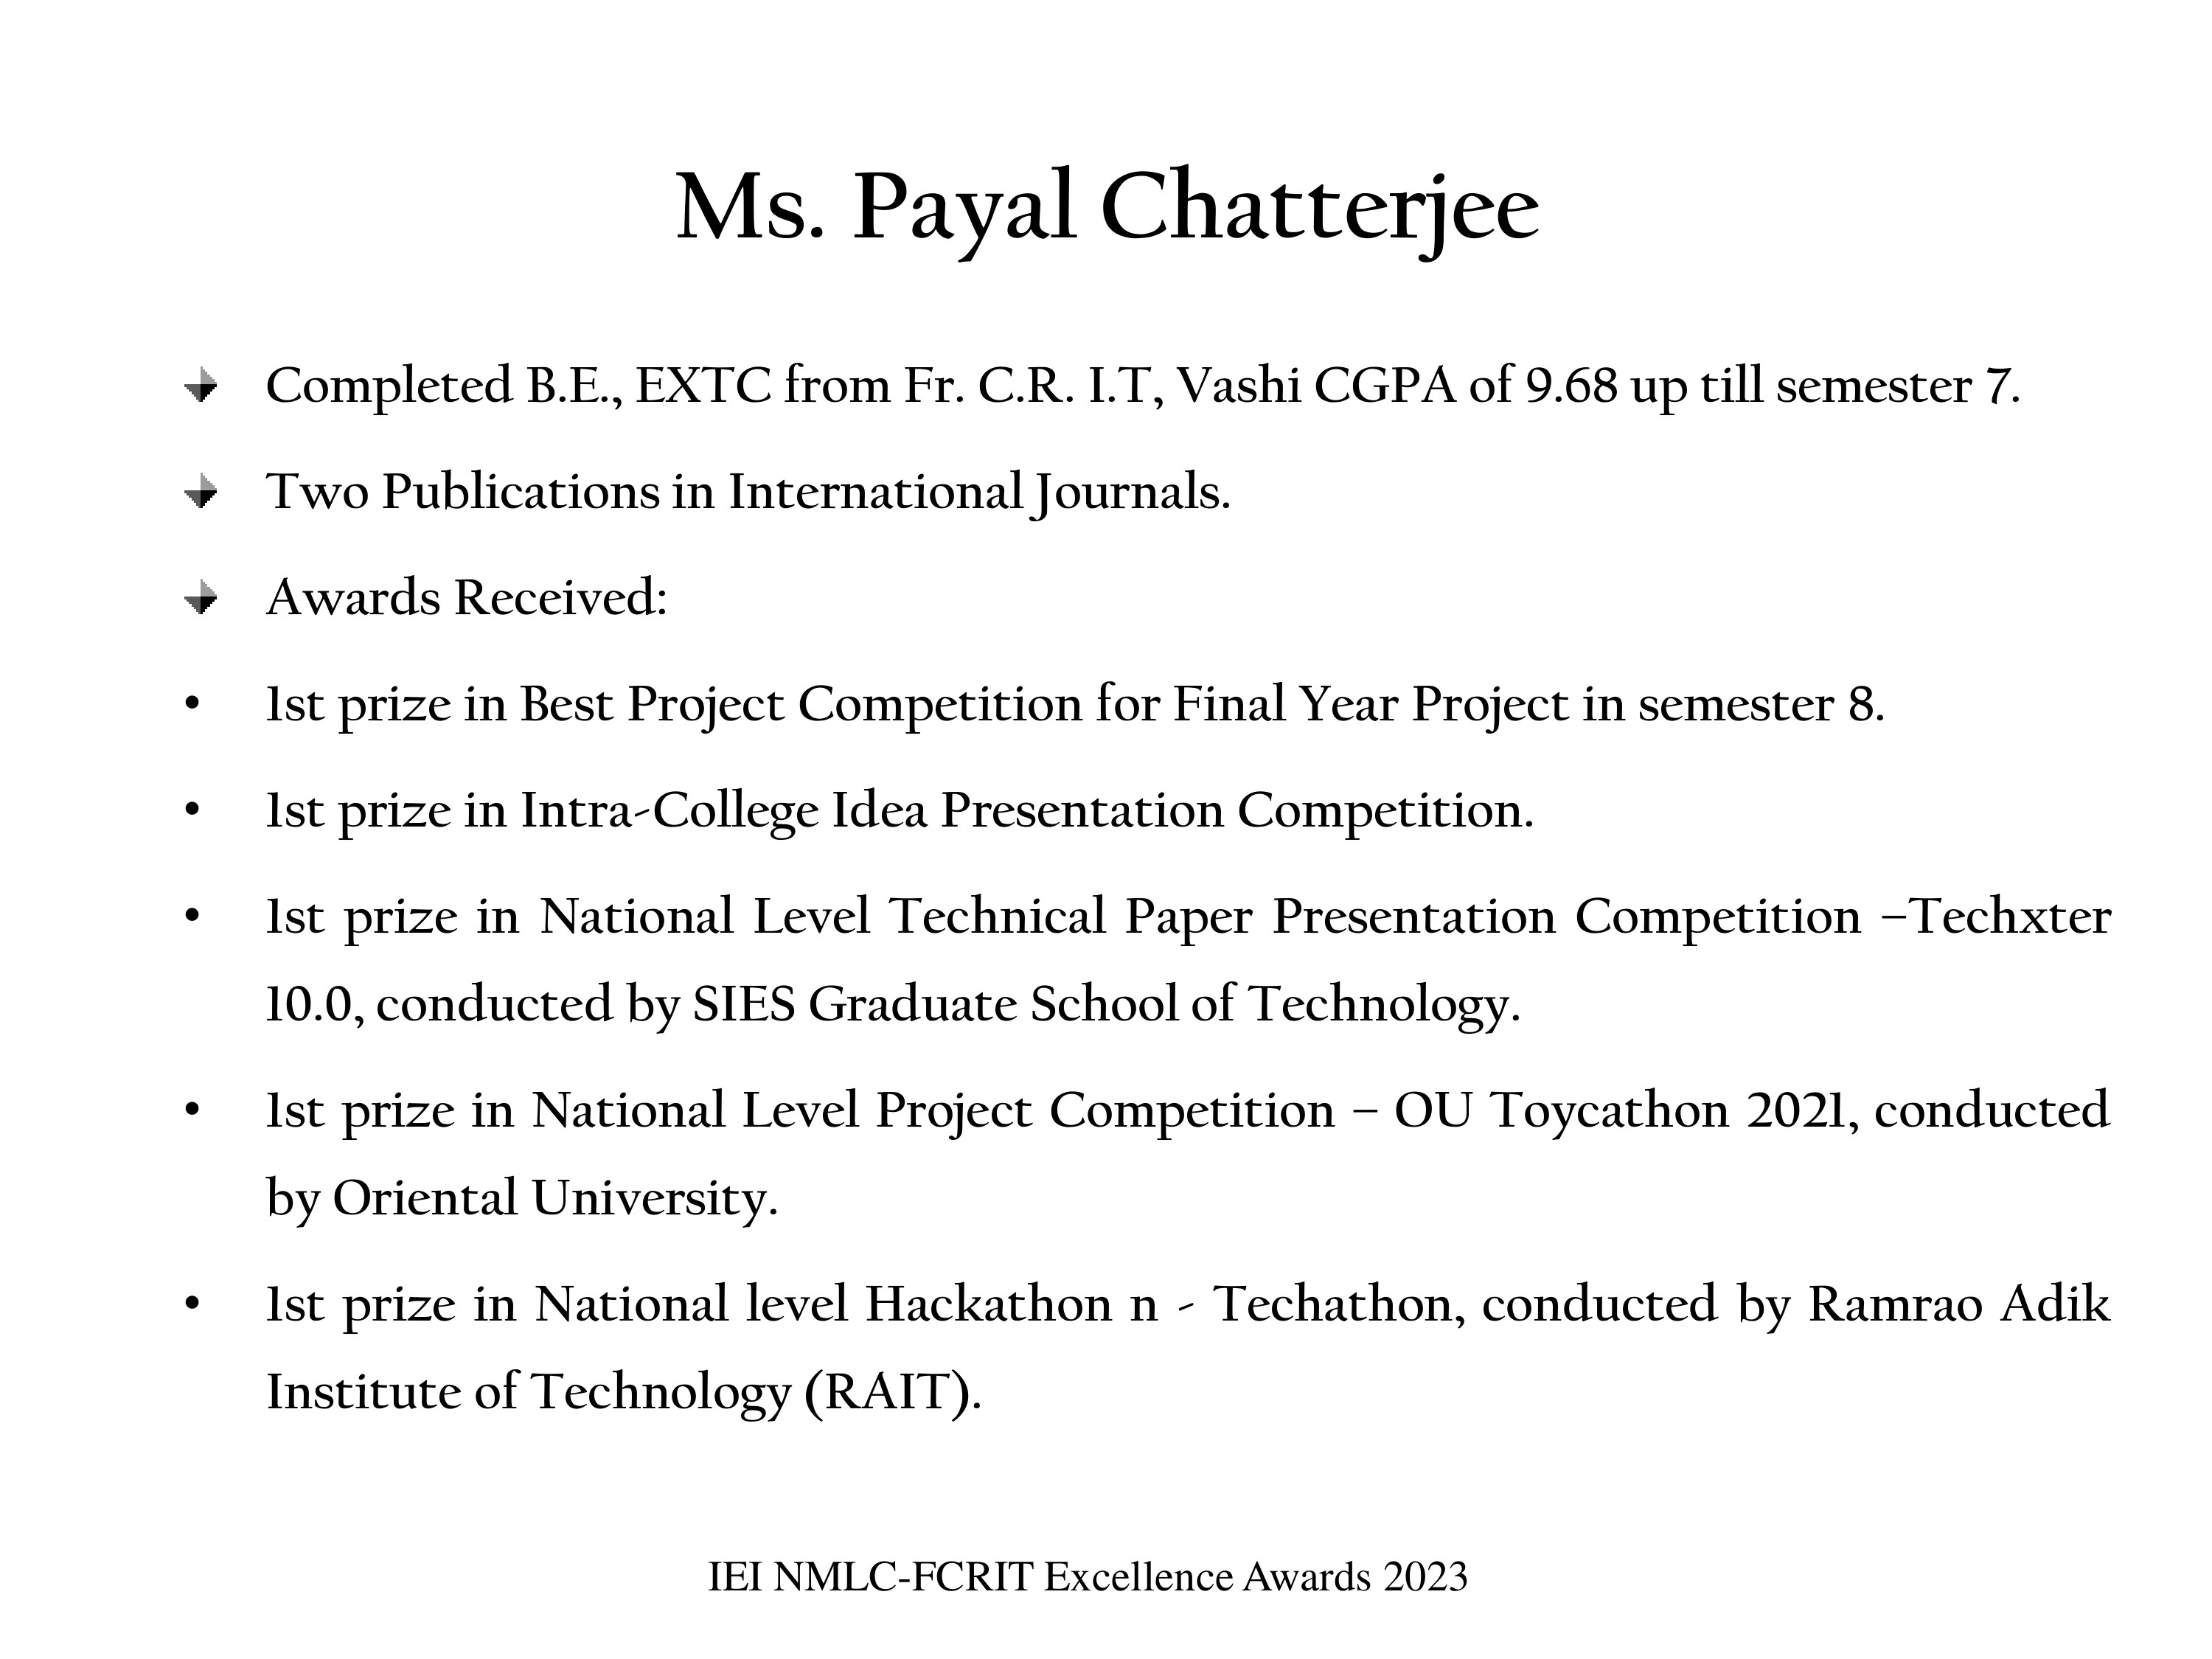 Ms. Payal Chatterjee
Completed B.E., EXTC from Fr. C.R. I.T, Vashi CGPA of 9.68 up till semester 7.
Two Publications in International Journals.
Awards Received:
• 1st prize in Best Project Competition for Final Year Project in semester 8.
• 1st prize in Intra-College Idea Presentation Competition.
• 1st prize in National Level Technical Paper Presentation Competition –Techxter
10.0, conducted by SIES Graduate School of Technology.
• 1st prize in National Level Project Competition – OU Toycathon 2021, conducted
by Oriental University.
• 1st prize in National level Hackathon n - Techathon, conducted by Ramrao Adik
Institute of Technology (RAIT).
IEI NMLC-FCRIT Excellence Awards 2023